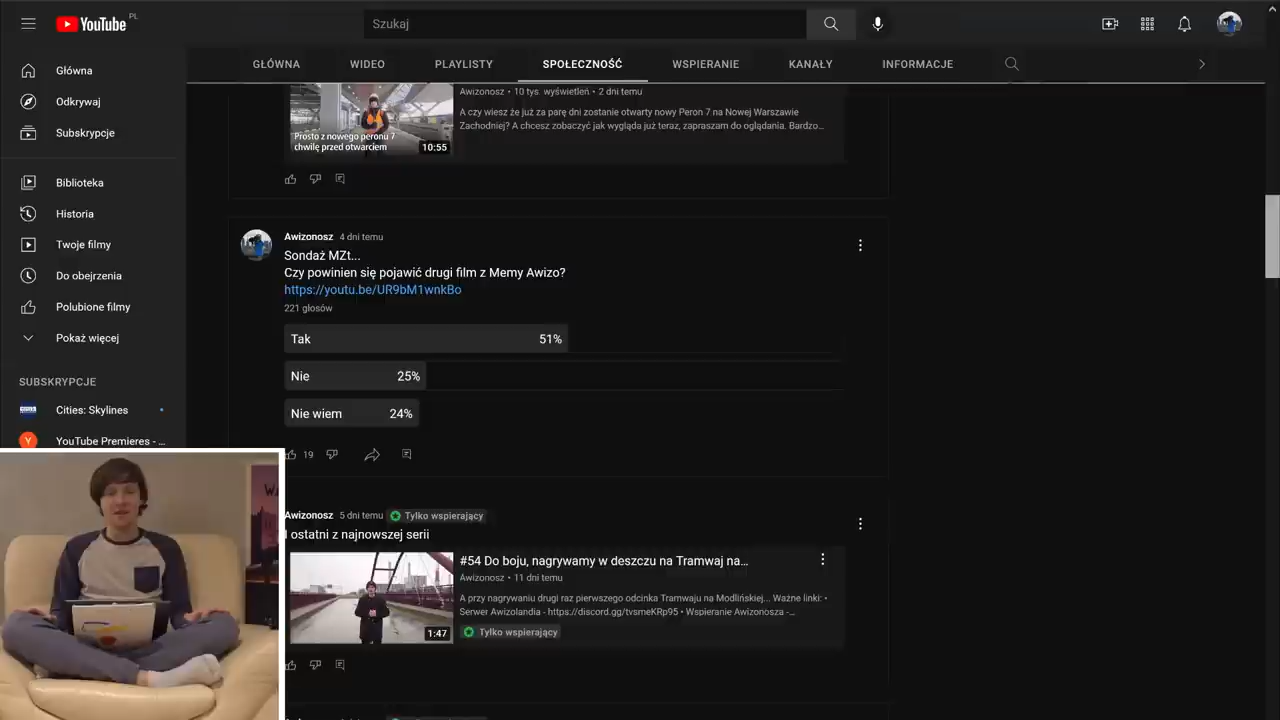 YouTube PL
Szukaj
GŁÓWNA WIDEO PLAYLISTY SPOŁECZNOŚĆ WSPIERANIE KANAŁY INFORMACJE
Główna
Odkrywaj
Subskrypcje
Biblioteka
Historia
Twoje filmy
Do obejrzenia
Polubione filmy
Pokaż więcej
SUBSKRYPCJE
Cities: Skylines
YouTube Premieres - ...
Prosto z nowego peronu 7
chwilę przed otwarciem
10:55
Awizonosz • 10 tys. wyświetleń • 2 dni temu
A czy wiesz że już za parę dni zostanie otwarty nowy Peron 7 na Nowej Warszawie
Zachodniej? A chcesz zobaczyć jak wygląda już teraz, zapraszam do oglądania. Bardzo...
Awizonosz 4 dni temu
Sondaż MZt...
Czy powinien się pojawić drugi film z Memy Awizo?
https://youtu.be/UR9bM1wnkBo
221 głosów
Tak 51%
Nie 25%
Nie wiem 24%
19
Awizonosz 5 dni temu Tylko wspierający
I ostatni z najnowszej serii
1:47
#54 Do boju, nagrywamy w deszczu na Tramwaj na...
Awizonosz • 11 dni temu
A przy nagrywaniu drugi raz pierwszego odcinka Tramwaju na Modlińskiej... Ważne linki: •
Serwer Awizolandia - https://discord.gg/tvsmeKRp95 • Wspieranie Awizonosza -...
Tylko wspierający